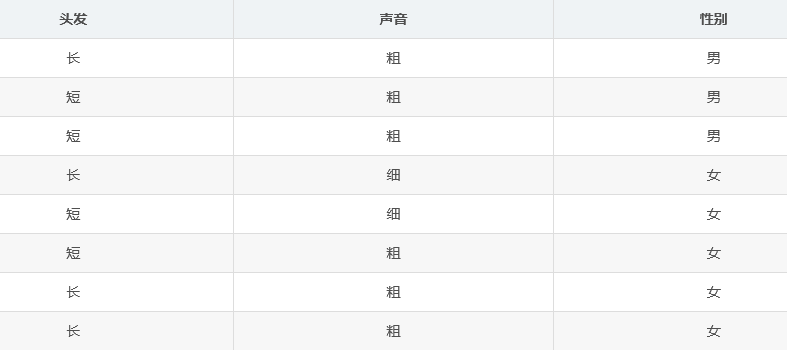 头发 声音 性别
长 粗 男
短 粗 男
短 粗 男
长 细 女
短 细 女
短 粗 女
长 粗 女
长 粗 女